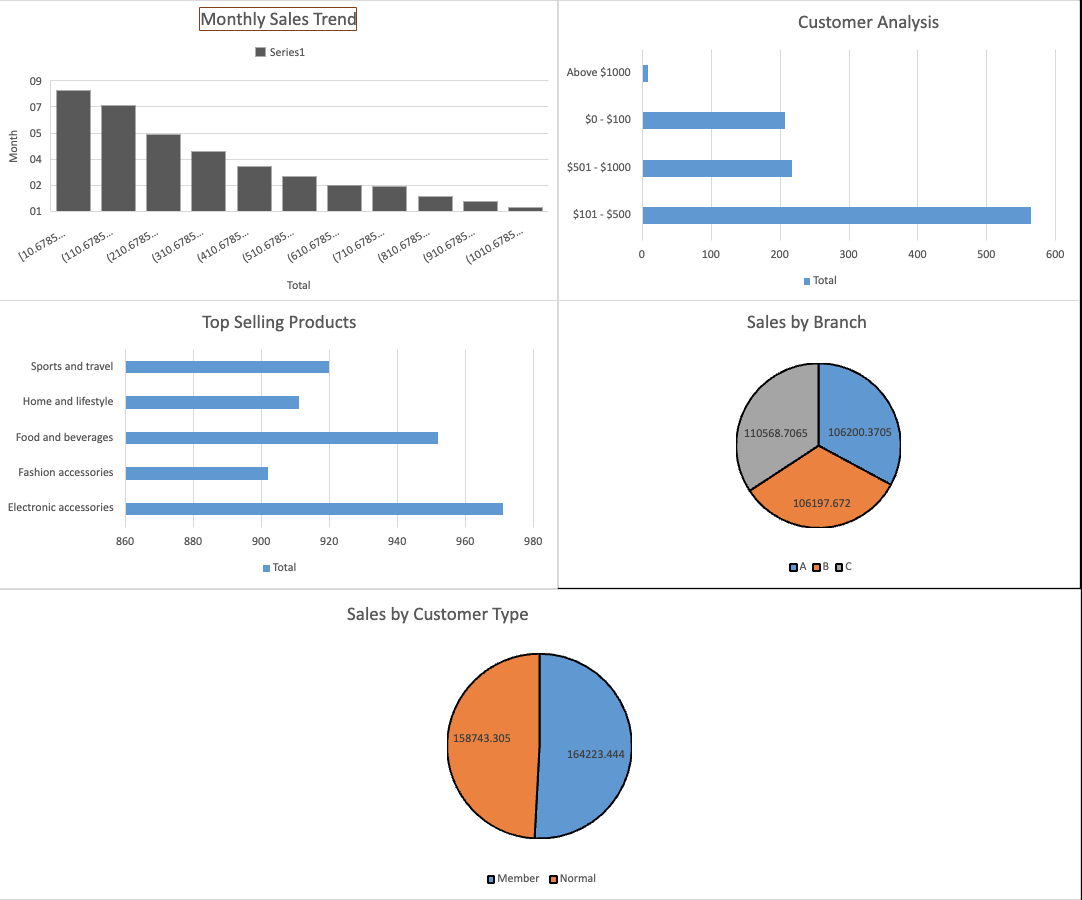 Monthly Sales Trend
Series1
09
07
05
04
02
01
Month
[10.6785…
(110.6785…
(210.6785…
(310.6785…
(410.6785…
(510.6785…
(610.6785…
(710.6785…
(810.6785…
(910.6785…
(1010.6785…
Total
Customer Analysis
Above $1000
$0 - $100
$501 - $1000
$101 - $500
0 100 200 300 400 500 600
Total
Top Selling Products
Sports and travel
Home and lifestyle
Food and beverages
Fashion accessories
Electronic accessories
860 880 900 920 940 960 980
Total
Sales by Branch
110568.7065 106200.3705
106197.672
A B C
Sales by Customer Type
158743.305
164223.444
Member Normal